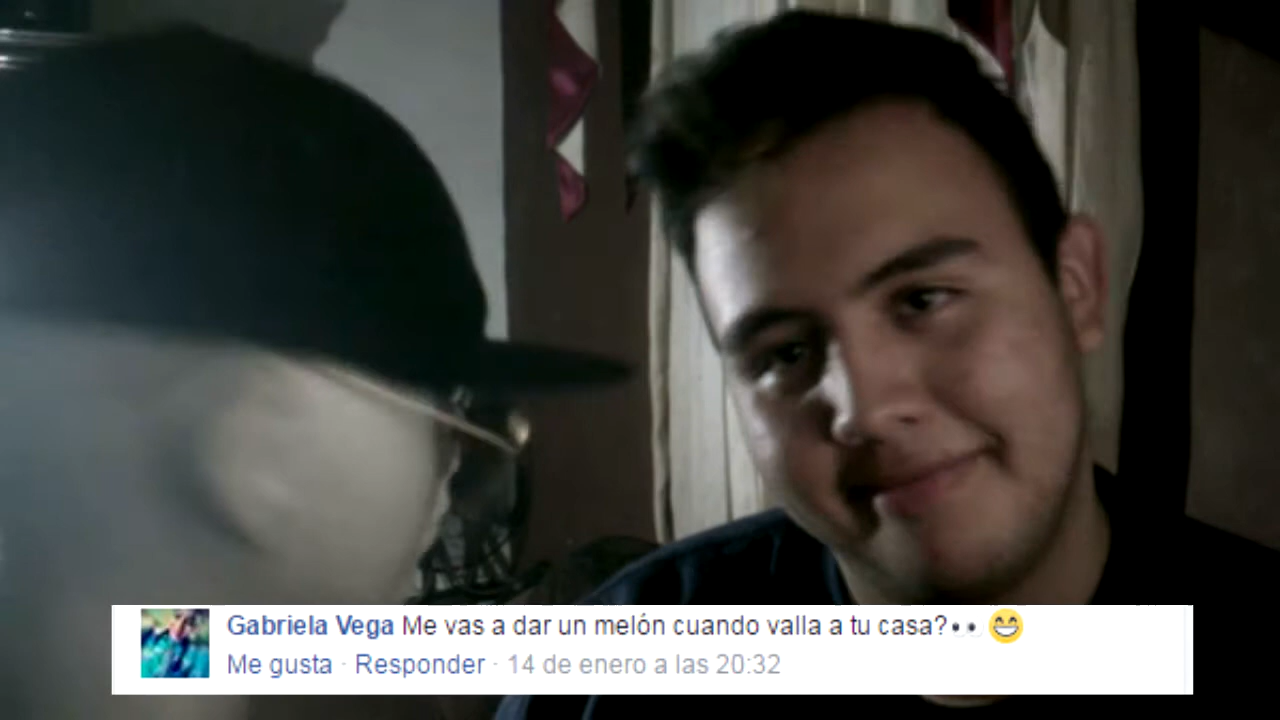 Gabriela Vega Me vas a dar un melón cuando valla a tu casa?•• 😁
Me gusta · Responder · 14 de enero a las 20:32